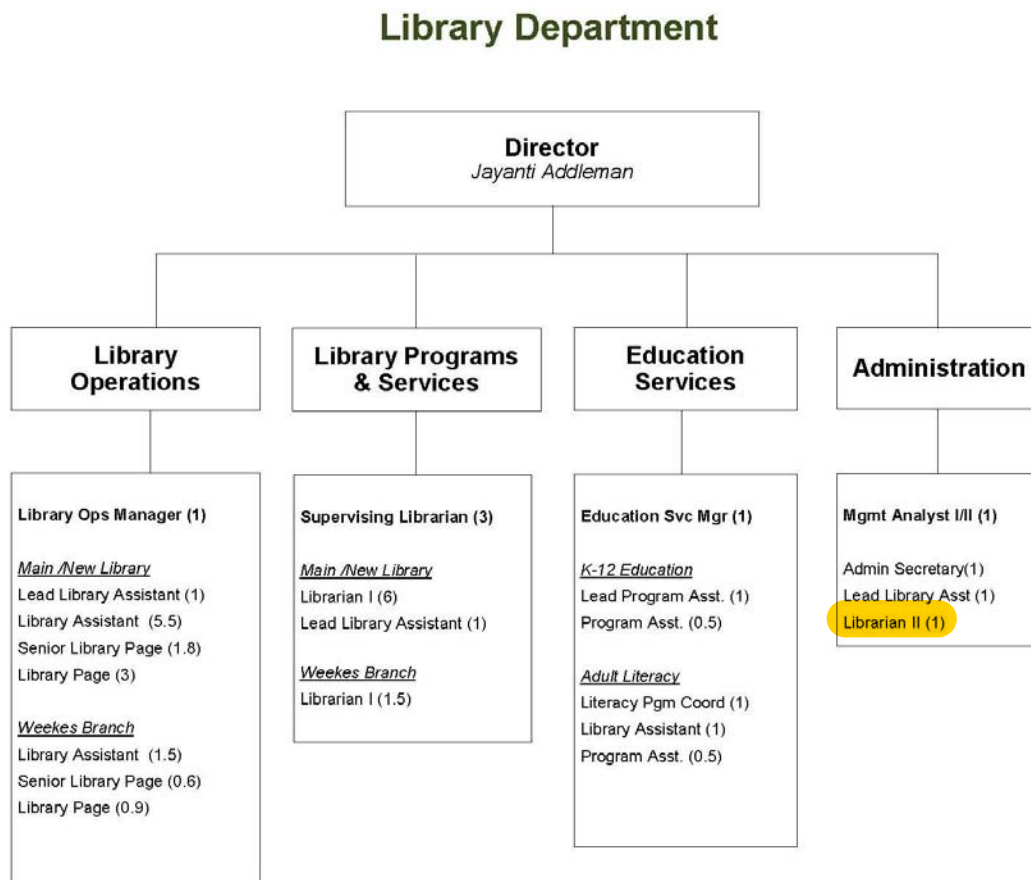 Library Department
Director
Jayanti Addleman
Library
Operations
Library Ops Manager (1)
Main /New Library
Lead Library Assistant (1)
Library Assistant (5.5)
Senior Library Page (1.8)
Library Page (3)
Weekes Branch
Library Assistant (1.5)
Senior Library Page (0.6)
Library Page (0.9)
Library Programs
& Services
Supervising Librarian (3)
Main /New Library
Librarian I (6)
Lead Library Assistant (1)
Weekes Branch
Librarian I (1.5)
Education
Services
Education Svc Mgr (1)
K-12 Education
Lead Program Asst. (1)
Program Asst. (0.5)
Adult Literacy
Literacy Pgm Coord (1)
Library Assistant (1)
Program Asst. (0.5)
Administration
Mgmt Analyst I/II (1)
Admin Secretary(1)
Lead Library Asst (1)
Librarian II (1)